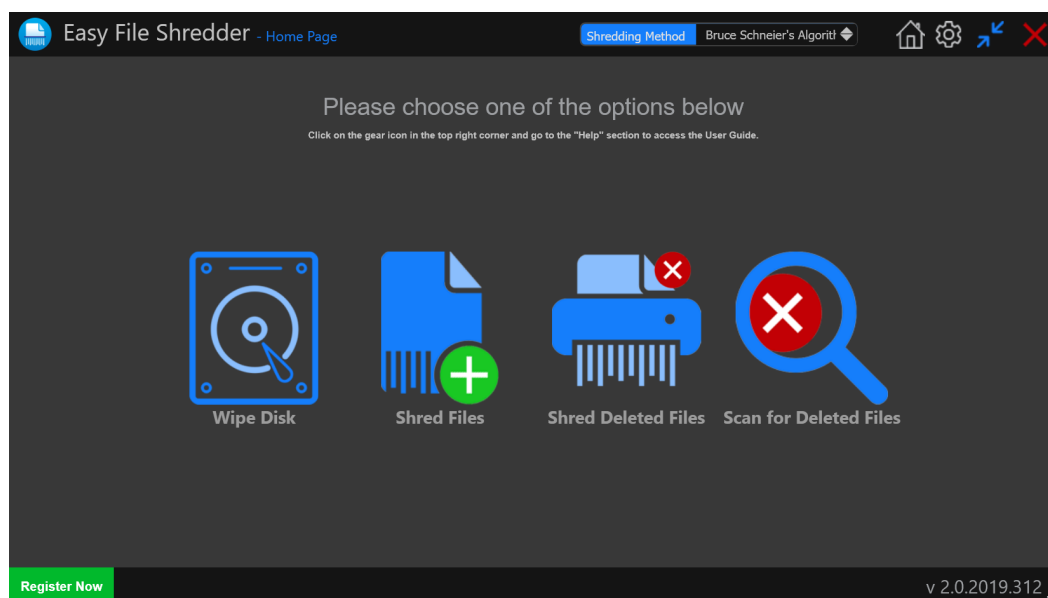 Easy File Shredder - Home Page
Shredding Method Bruce Schneier's Algorith
Please choose one of the options below
Click on the gear icon in the top right corner and go to the "Help" section to access the User Guide.
Wipe Disk
Shred Files
Shred Deleted Files
Scan for Deleted Files
Register Now
v 2.0.2019.312